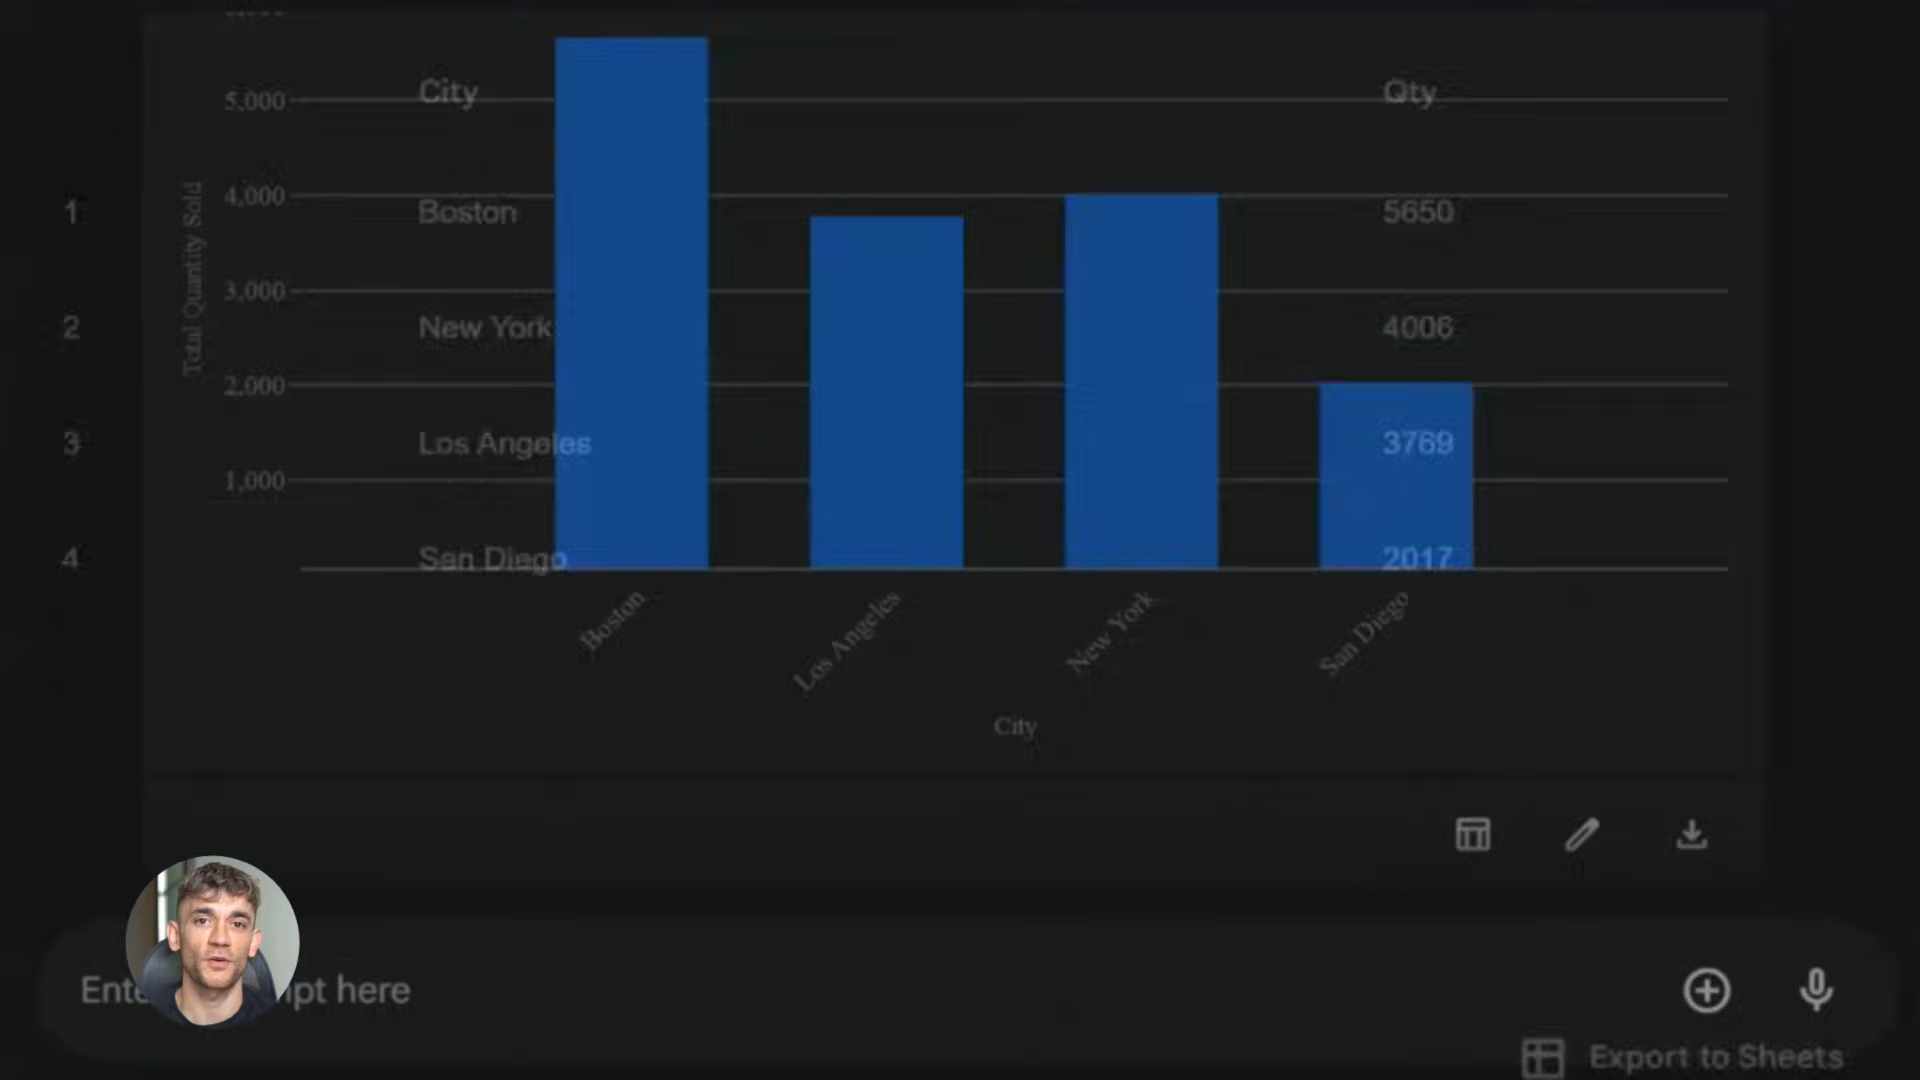 5,000
City
Qty
4,000
1
Boston
5650
Total Quantity Sold
3,000
2
New York
4006
2,000
3
Los Angeles
3769
1,000
4
San Diego
2017
Boston
Los Angeles
New York
San Diego
City
here
Export to Sheets